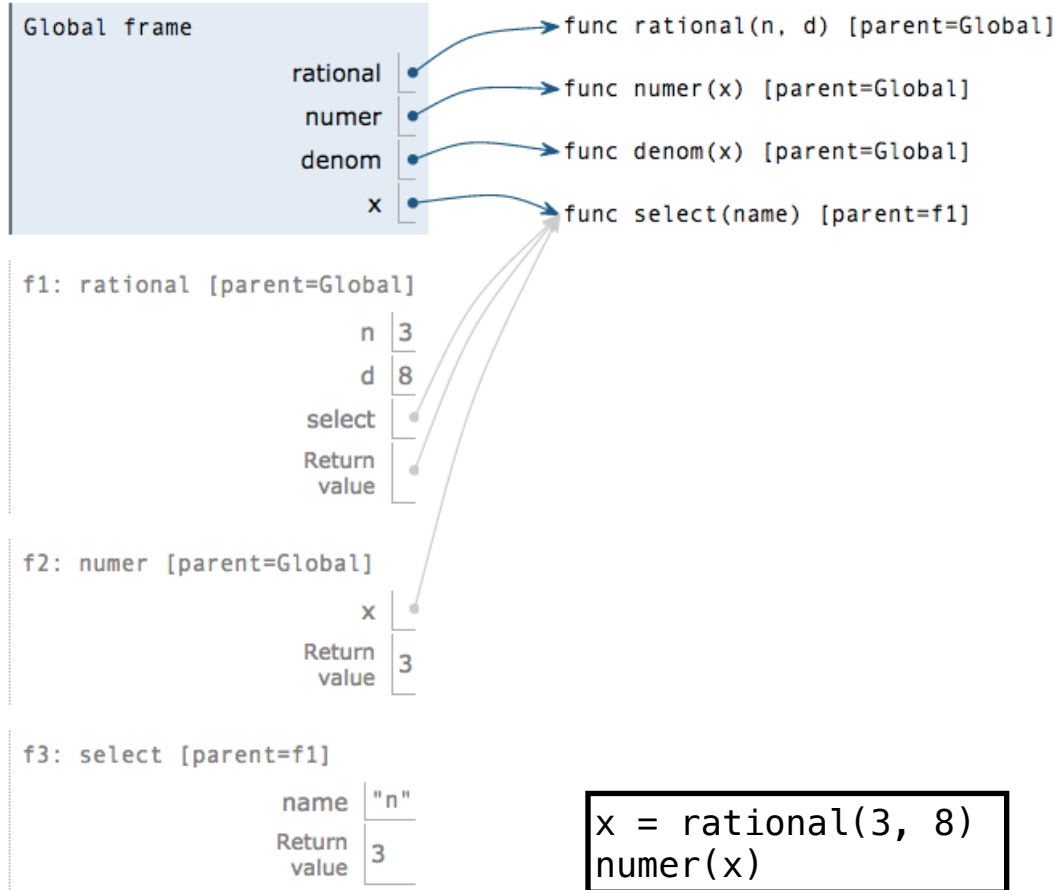 Global frame
rational
numer
denom
x
func rational(n, d) [parent=Global]
func numer(x) [parent=Global]
func denom(x) [parent=Global]
func select(name) [parent=f1]
f1: rational [parent=Global]
n 3
d 8
select
Return
value
f2: numer [parent=Global]
x
Return
value 3
f3: select [parent=f1]
name "n"
Return
value 3
x = rational(3, 8)
numer(x)